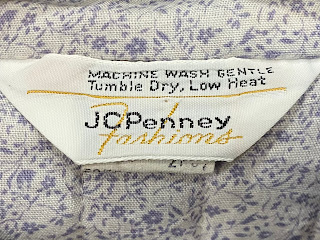 MACHINE WASH GENTLE
Tumble Dry, Low Heat
JCPenney
Fashions